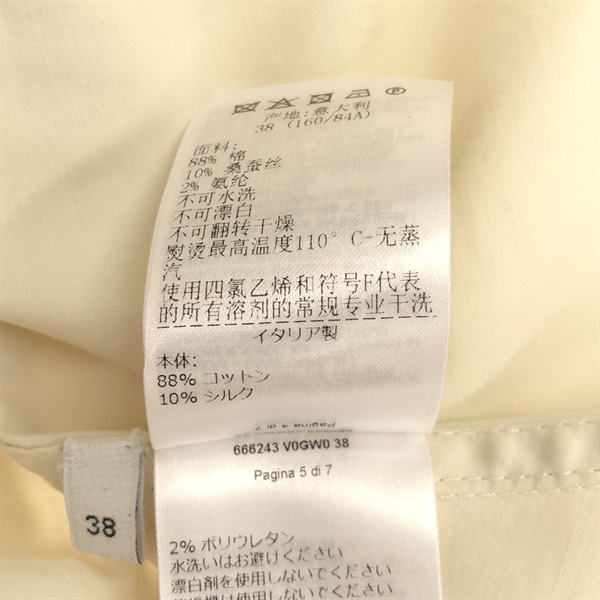 产地:意大利
38 (160/84A)
面料:
88% 棉
10% 桑蚕丝
2% 氨纶
不可水洗
不可漂白
不可翻转干燥
熨烫最高温度110° C-无蒸
汽
使用四氯乙烯和符号F代表
的所有溶剂的常规专业干洗
イタリア製
本体:
88% コットン
10% シルク
Pagina 4 di 7
666243 V0GW0 38
Pagina 5 di 7
38
2% ポリウレタン
水洗いはお避けください
漂白剤を使用しないでください